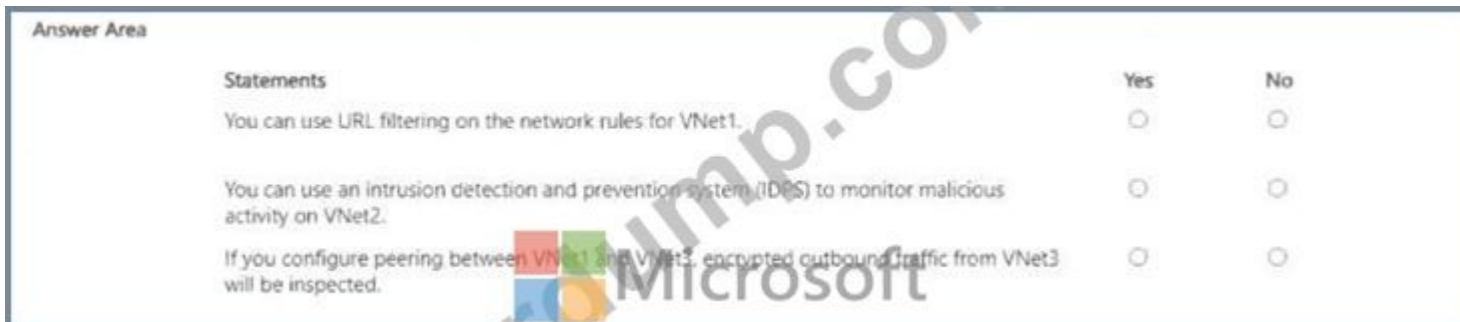 Answer Area
Statements Yes No
You can use URL filtering on the network rules for VNet1.
You can use an intrusion detection and prevention system (IDPS) to monitor malicious
activity on VNet2.
If you configure peering between VNet1 and VNet3, encrypted outbound traffic from VNet3
will be inspected.
Microsoft
ump.com